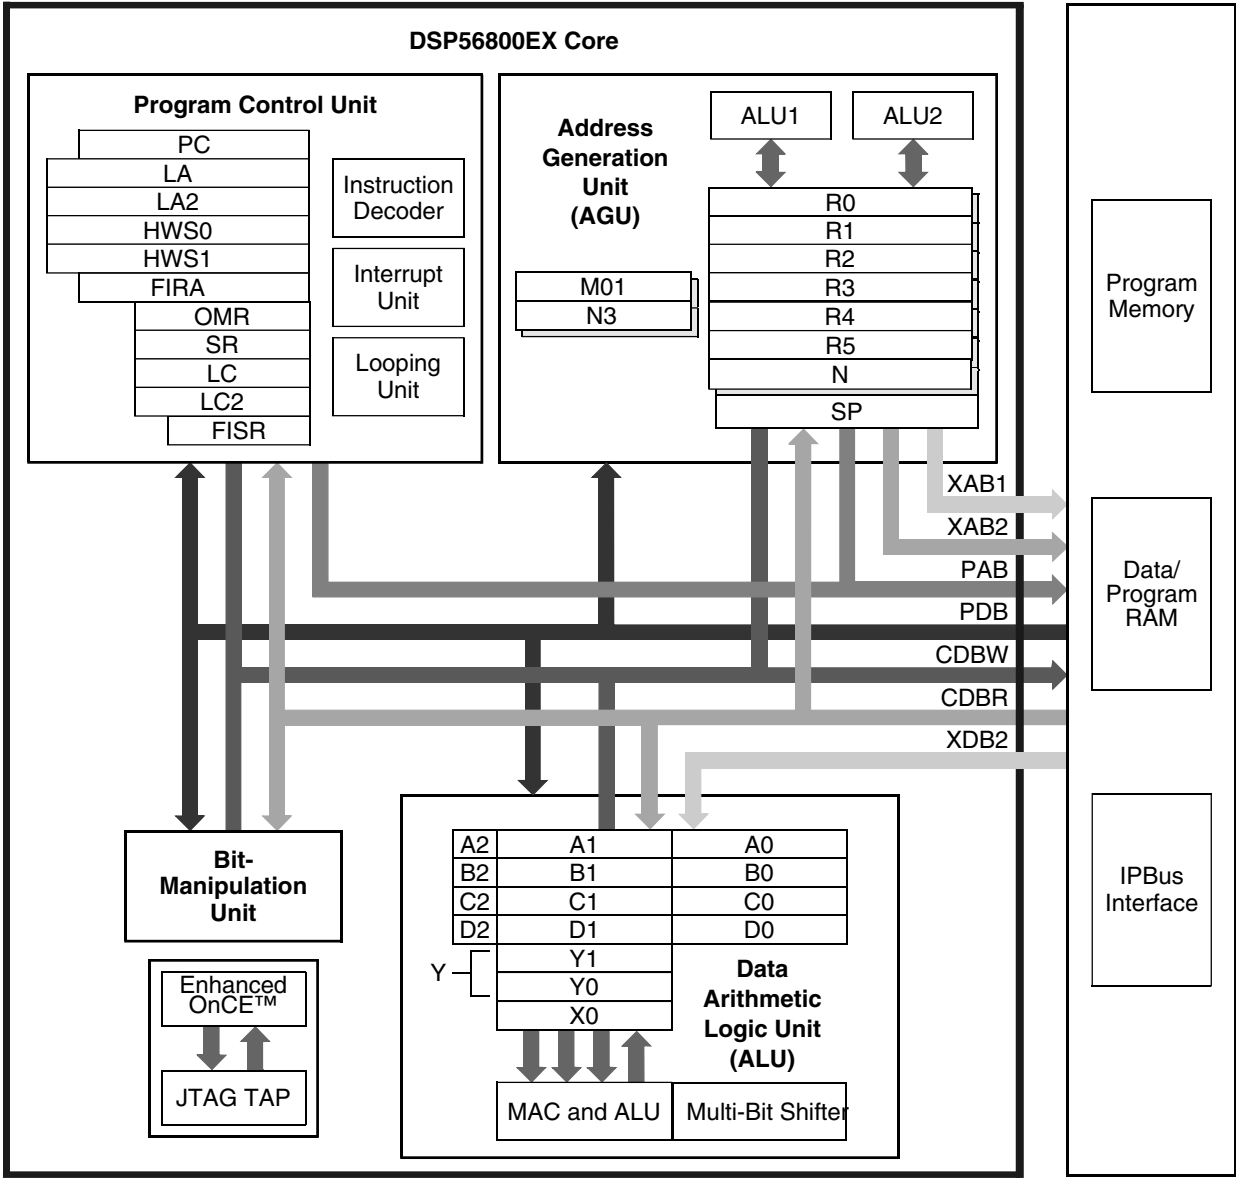 DSP56800EX Core
Program Control Unit
PC
LA
LA2
HWS0
HWS1
FIRA
OMR
SR
LC
LC2
FISR
Instruction
Decoder
Interrupt
Unit
Looping
Unit
Address
Generation
Unit
(AGU)
ALU1
ALU2
M01
N3
R0
R1
R2
R3
R4
R5
N
SP
XAB1
XAB2
PAB
PDB
CDBW
CDBR
XDB2
Program
Memory
Data/
Program
RAM
IPBus
Interface
Bit-
Manipulation
Unit
Enhanced
OnCE™
JTAG TAP
A2 A1 A0
B2 B1 B0
C2 C1 C0
D2 D1 D0
Y
Y1
Y0
X0
Data
Arithmetic
Logic Unit
(ALU)
MAC and ALU
Multi-Bit Shifter